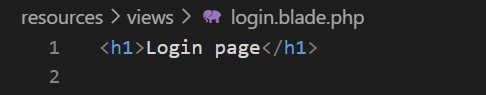 resources > views > login.blade.php
1 <h1>Login page</h1>
2